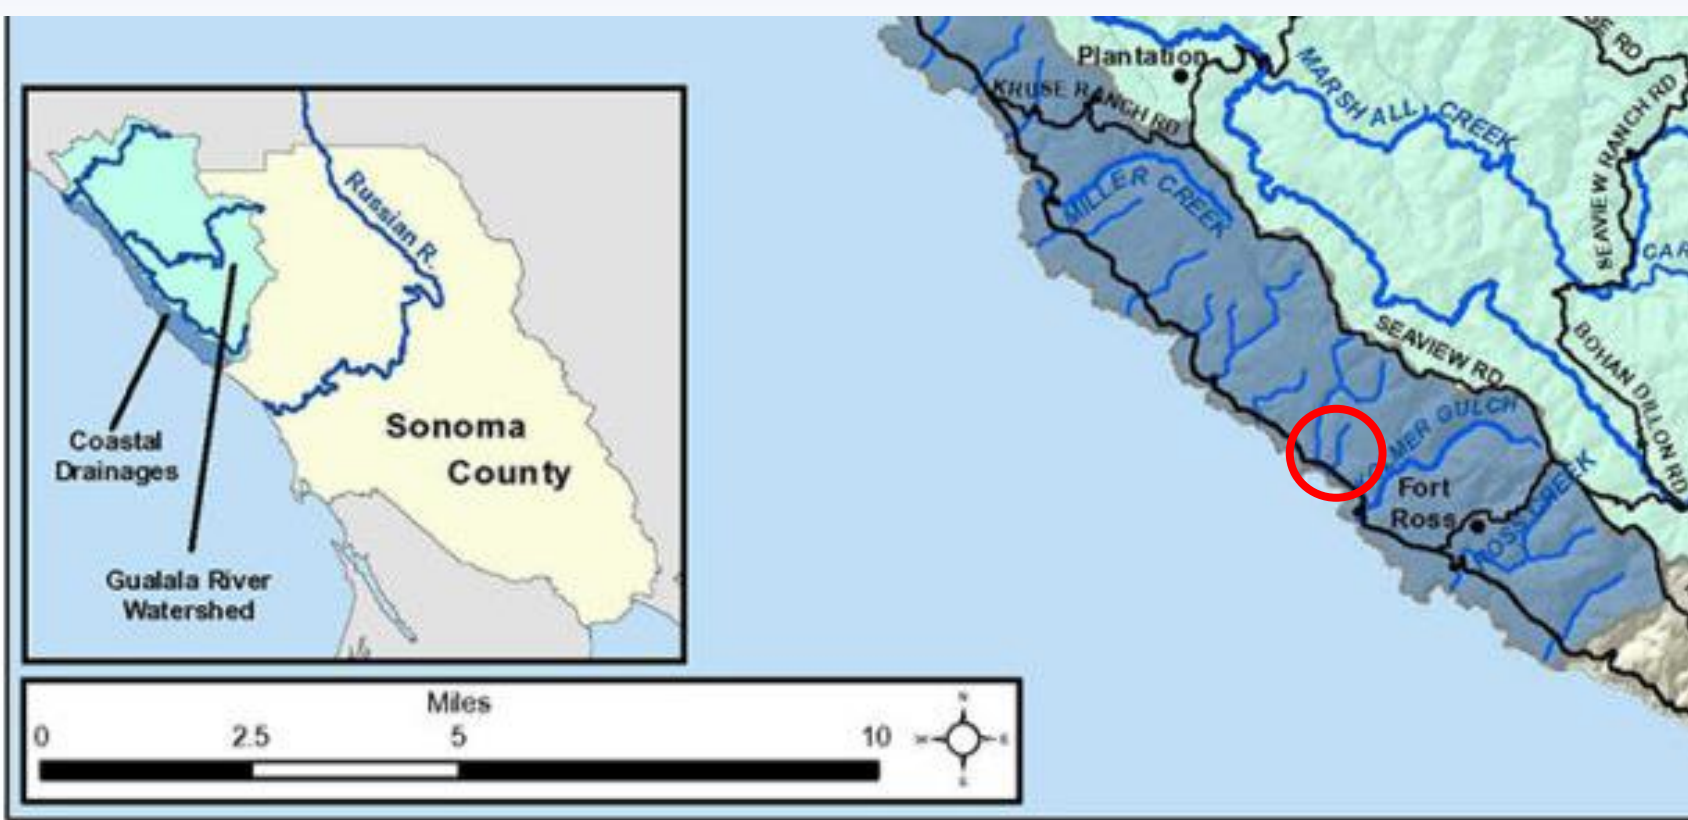 Plantation
KRUSE RANCH RD
MARSHALL CREEK
SEAVIEW RANCH RD
MILLER CREEK
SEAVIEW RD
BOHAN DILLON RD
GULCH
Fort
Ross
ROSS CREEK
Russian R.
Sonoma
County
Coastal
Drainages
Gualala River
Watershed
Miles
0 2.5 5 10
N
S